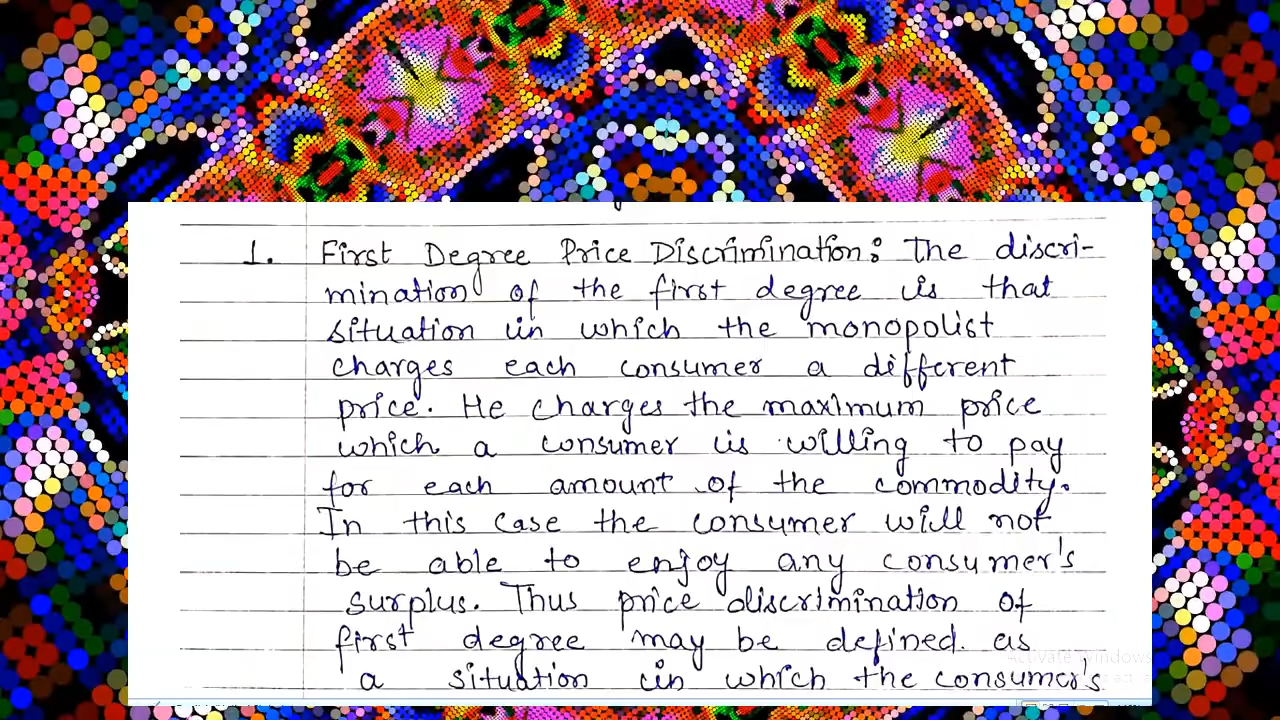 1. First Degree Price Discrimination: The discri-
mination of the first degree is that
situation in which the monopolist
charges each consumer a different
price. He charges the maximum price
which a consumer is willing to pay
for each amount of the commodity.
In this case the consumer will not
be able to enjoy any consumer's
surplus. Thus price discrimination of
first degree may be defined as
a situation in which the consumer's
Activate Windows